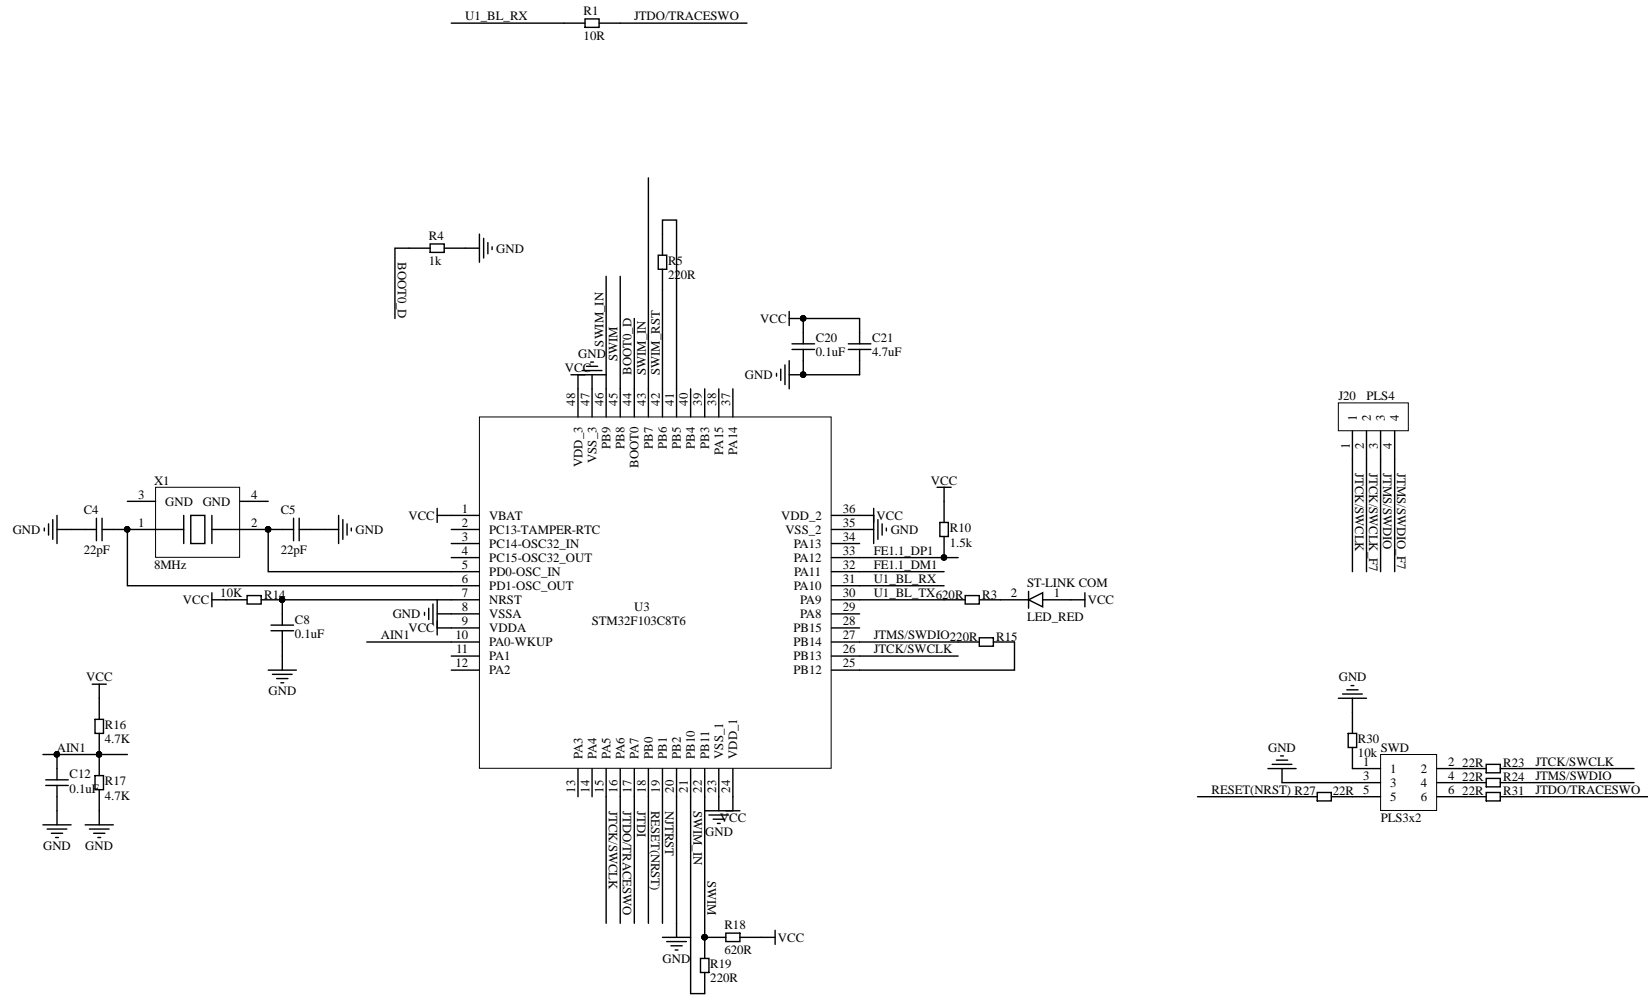 U1_BL_RX R1 JTDO/TRACESWO
10R
R4
1k
GND
BOOT0_D
R5
220R
SWIM_IN
SWIM
BOOT0_D
SWIM_IN
SWIM_RST
GND
VCC
VCC
C20
0.1uF
C21
4.7uF
GND
48 47 46 45 44 43 42 41 40 39 38 37
VDD_3 VSS_3 PB9 PB8 BOOT0 PB7 PB6 PB5 PB4 PB3 PA15 PA14
J20 PLS4
1 2 3 4
1 2 3 4
JTCK/SWCLK
JTCK/SWCLK_F7
JTMS/SWDIO
JTMS/SWDIO_F7
X1
3 GND GND 4
C4 1 2 C5
GND 22pF 22pF GND
8MHz
VCC 1 VBAT
2 PC13-TAMPER-RTC
3 PC14-OSC32_IN
4 PC15-OSC32_OUT
5 PD0-OSC_IN
6 PD1-OSC_OUT
VCC 10K R14 7 NRST
GND 8 VSSA
VCC 9 VDDA
AIN1 10 PA0-WKUP
11 PA1
12 PA2
C8
0.1uF
GND
U3
STM32F103C8T6
VCC
R10
1.5k
VDD_2 36 VCC
VSS_2 35 GND
PA13 34
PA12 33 FE1.1_DP1
PA11 32 FE1.1_DM1
PA10 31 U1_BL_RX
PA9 30 U1_BL_TX 620R R3 2 1 VCC
ST-LINK COM
LED_RED
PA8 29
PB15 28
PB14 27 JTMS/SWDIO 220R R15
PB13 26 JTCK/SWCLK
PB12 25
VCC
R16
4.7K
AIN1
C12
0.1uF
R17
4.7K
GND GND
PA3 PA4 PA5 PA6 PA7 PB0 PB1 PB2 PB10 PB11 VSS_1 VDD_1
13 14 15 16 17 18 19 20 21 22 23 24
JTCK/SWCLK
JTDO/TRACESWO
JTDI
RESET(NRST)
NJTRST
SWIM_IN
SWIM
GND
VCC
R18
620R
VCC
GND
R19
220R
GND
R30
10k
GND
SWD
1 1 2 2 22R R23 JTCK/SWCLK
3 3 4 4 22R R24 JTMS/SWDIO
RESET(NRST) R27 22R 5 5 6 6 22R R31 JTDO/TRACESWO
PLS3x2